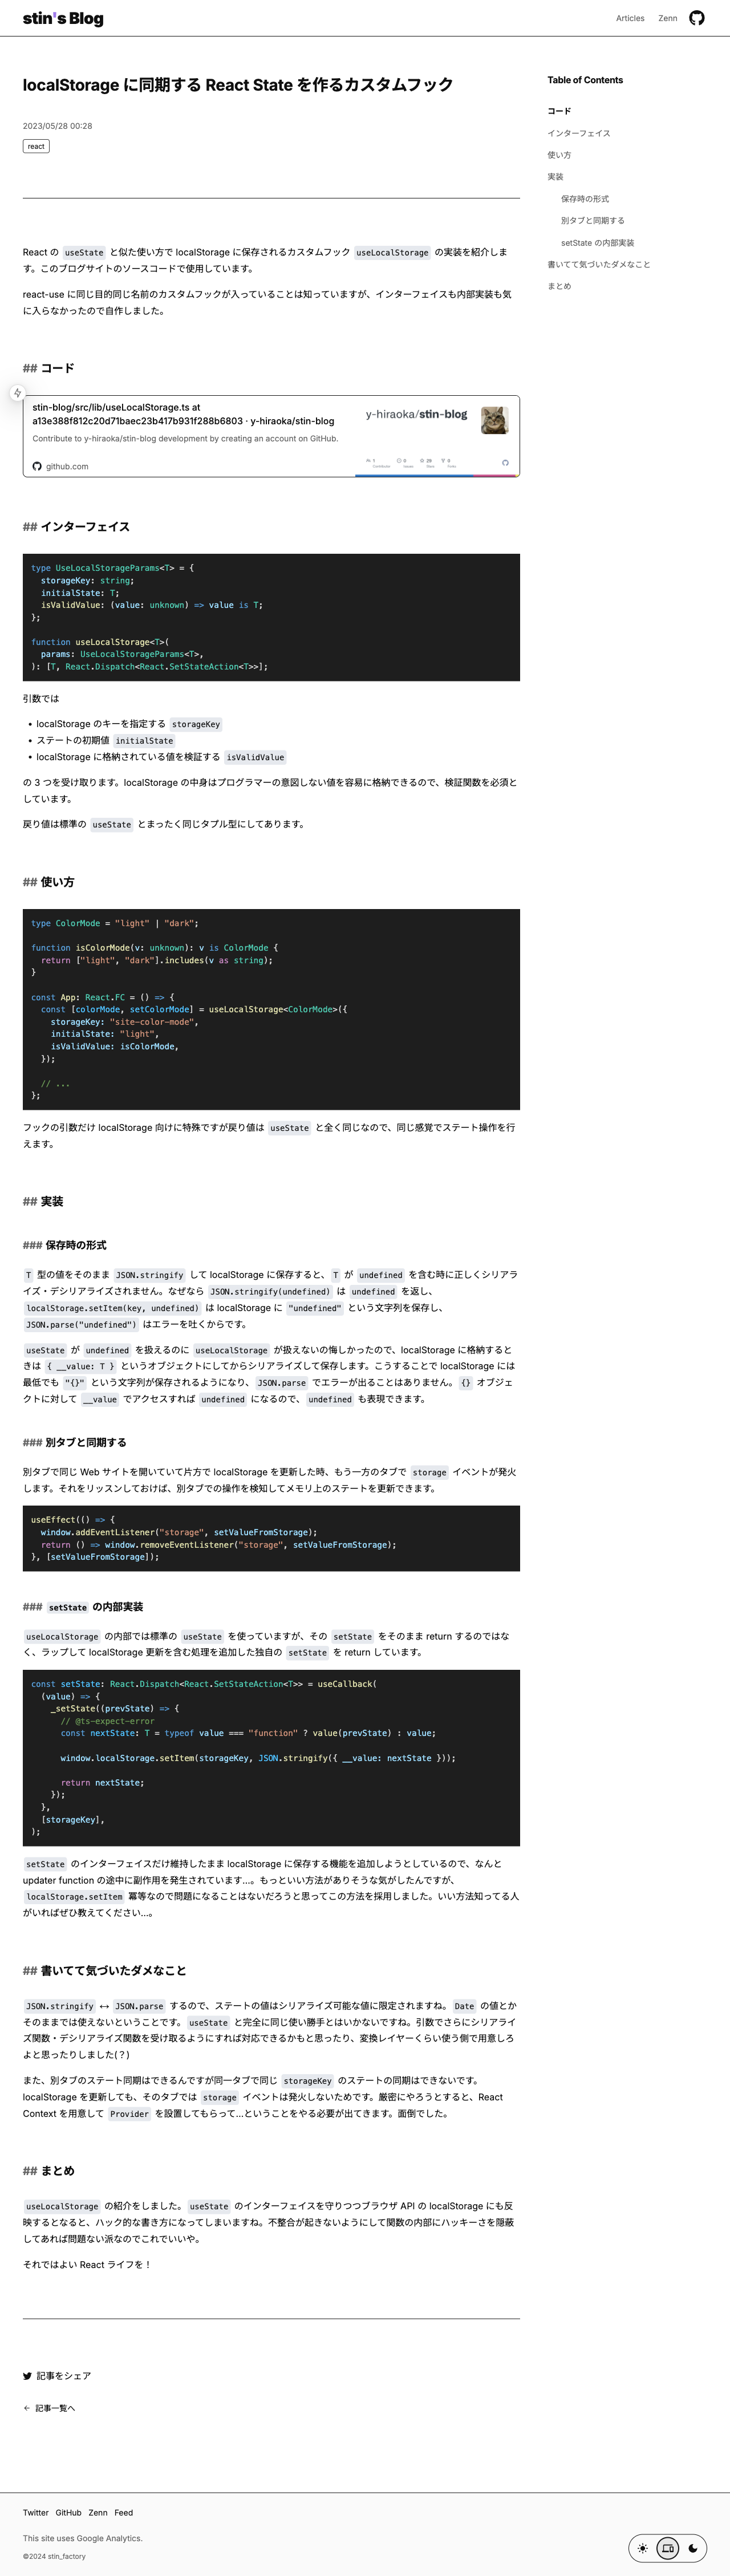 stin's Blog
Articles
Zenn
localStorage に同期する React State を作るカスタムフック
2023/05/28 00:28
react
Table of Contents
コード
インターフェイス
使い方
実装
保存時の形式
別タブと同期する
setState の内部実装
書いてて気づいたダメなこと
まとめ
React の useState と似た使い方で localStorage に保存されるカスタムフック useLocalStorage の実装を紹介しま
す。このブログサイトのソースコードで使用しています。
react-use に同じ目的同じ名前のカスタムフックが入っていることは知っていますが、インターフェイスも内部実装も気
に入らなかったので自作しました。
## コード
stin-blog/src/lib/useLocalStorage.ts at
a13e388f812c20d71baec23b417b931f288b6803 · y-hiraoka/stin-blog
Contribute to y-hiraoka/stin-blog development by creating an account on GitHub.
github.com
y-hiraoka/stin-blog
## インターフェイス
type UseLocalStorageParams<T> = {
  storageKey: string;
  initialState: T;
  isValidValue: (value: unknown) => value is T;
};
function useLocalStorage<T>(
  params: UseLocalStorageParams<T>,
): [T, React.Dispatch<React.SetStateAction<T>>];
引数では
• localStorage のキーを指定する storageKey
• ステートの初期値 initialState
• localStorage に格納されている値を検証する isValidValue
の 3 つを受け取ります。localStorage の中身はプログラマーの意図しない値を容易に格納できるので、検証関数を必須と
しています。
戻り値は標準の useState とまったく同じタプル型にしてあります。
## 使い方
type ColorMode = "light" | "dark";
function isColorMode(v: unknown): v is ColorMode {
  return ["light", "dark"].includes(v as string);
}
const App: React.FC = () => {
  const [colorMode, setColorMode] = useLocalStorage<ColorMode>({
    storageKey: "site-color-mode",
    initialState: "light",
    isValidValue: isColorMode,
  });
  // ...
};
フックの引数だけ localStorage 向けに特殊ですが戻り値は useState と全く同じなので、同じ感覚でステート操作を行
えます。
## 実装
### 保存時の形式
T 型の値をそのまま JSON.stringify して localStorage に保存すると、 T が undefined を含む時に正しくシリアラ
イズ・デシリアライズされません。なぜなら JSON.stringify(undefined) は undefined を返し、
localStorage.setItem(key, undefined) は localStorage に "undefined" という文字列を保存し、
JSON.parse("undefined") はエラーを吐くからです。
useState が undefined を扱えるのに useLocalStorage が扱えないの悔しかったので、localStorage に格納すると
きは { __value: T } というオブジェクトにしてからシリアライズして保存します。こうすることで localStorage には
最低でも "{}" という文字列が保存されるようになり、 JSON.parse でエラーが出ることはありません。 {} オブジェ
クトに対して __value でアクセスすれば undefined になるので、 undefined も表現できます。
### 別タブと同期する
別タブで同じ Web サイトを開いていて片方で localStorage を更新した時、もう一方のタブで storage イベントが発火
します。それをリッスンしておけば、別タブでの操作を検知してメモリ上のステートを更新できます。
useEffect(() => {
  window.addEventListener("storage", setValueFromStorage);
  return () => window.removeEventListener("storage", setValueFromStorage);
}, [setValueFromStorage]);
### setState の内部実装
useLocalStorage の内部では標準の useState を使っていますが、その setState をそのまま return するのではな
く、ラップして localStorage 更新を含む処理を追加した独自の setState を return しています。
const setState: React.Dispatch<React.SetStateAction<T>> = useCallback(
  (value) => {
    _setState((prevState) => {
      // @ts-expect-error
      const nextState: T = typeof value === "function" ? value(prevState) : value;
      window.localStorage.setItem(storageKey, JSON.stringify({ __value: nextState }));
      return nextState;
    });
  },
  [storageKey],
);
setState のインターフェイスだけ維持したまま localStorage に保存する機能を追加しようとしているので、なんと
updater function の途中に副作用を発生されています…。もっといい方法がありそうな気がしたんですが、
localStorage.setItem 冪等なので問題になることはないだろうと思ってこの方法を採用しました。いい方法知ってる人
がいればぜひ教えてください…。
## 書いてて気づいたダメなこと
JSON.stringify ↔ JSON.parse するので、ステートの値はシリアライズ可能な値に限定されますね。 Date の値とか
そのままでは使えないということです。 useState と完全に同じ使い勝手とはいかないですね。引数でさらにシリアライ
ズ関数・デシリアライズ関数を受け取るようにすれば対応できるかもと思ったり、変換レイヤーくらい使う側で用意しろ
よと思ったりしました(？)
また、別タブのステート同期はできるんですが同一タブで同じ storageKey のステートの同期はできないです。
localStorage を更新しても、そのタブでは storage イベントは発火しないためです。厳密にやろうとすると、React
Context を用意して Provider を設置してもらって…ということをやる必要が出てきます。面倒でした。
## まとめ
useLocalStorage の紹介をしました。 useState のインターフェイスを守りつつブラウザ API の localStorage にも反
映するとなると、ハック的な書き方になってしまいますね。不整合が起きないようにして関数の内部にハッキーさを隠蔽
してあれば問題ない派なのでこれでいいや。
それではよい React ライフを！
記事をシェア
← 記事一覧へ
Twitter GitHub Zenn Feed
This site uses Google Analytics.
©2024 stin_factory